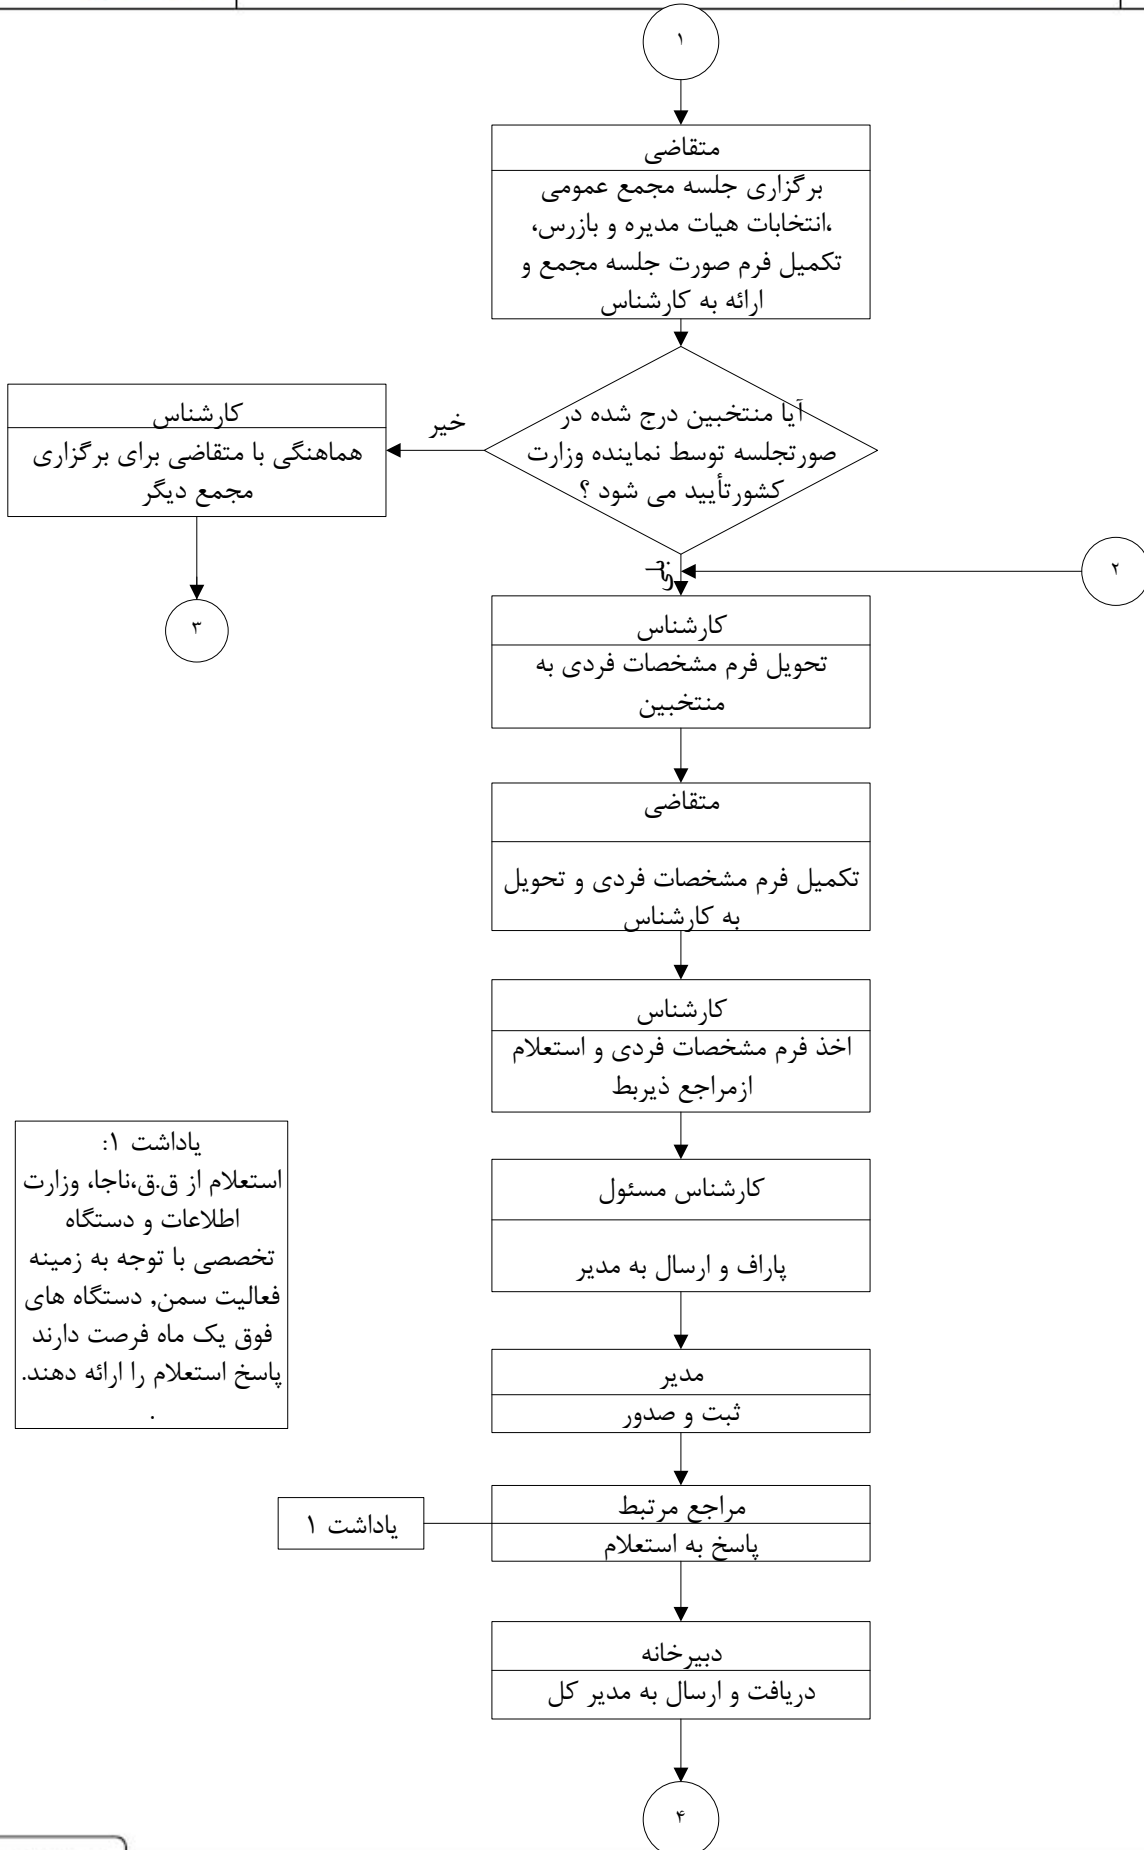 ۱
متقاضی
برگزاری جلسه مجمع عمومی
،انتخابات هیات مدیره و بازرس،
تکمیل فرم صورت جلسه مجمع و
ارائه به کارشناس
آیا منتخبین درج شده در
صورتجلسه توسط نماینده وزارت
کشورتأیید می شود ؟
خیر
کارشناس
هماهنگی با متقاضی برای برگزاری
مجمع دیگر
۳
بلی
۲
کارشناس
تحویل فرم مشخصات فردی به
منتخبین
متقاضی
تکمیل فرم مشخصات فردی و تحویل
به کارشناس
کارشناس
اخذ فرم مشخصات فردی و استعلام
ازمراجع ذیربط
یاداشت ۱:
استعلام از ق.ق،ناجا، وزارت
اطلاعات و دستگاه
تخصصی با توجه به زمینه
فعالیت سمن, دستگاه های
فوق یک ماه فرصت دارند
پاسخ استعلام را ارائه دهند.
.
کارشناس مسئول
پاراف و ارسال به مدیر
مدیر
ثبت و صدور
مراجع مرتبط
پاسخ به استعلام
یاداشت ۱
دبیرخانه
دریافت و ارسال به مدیر کل
۴